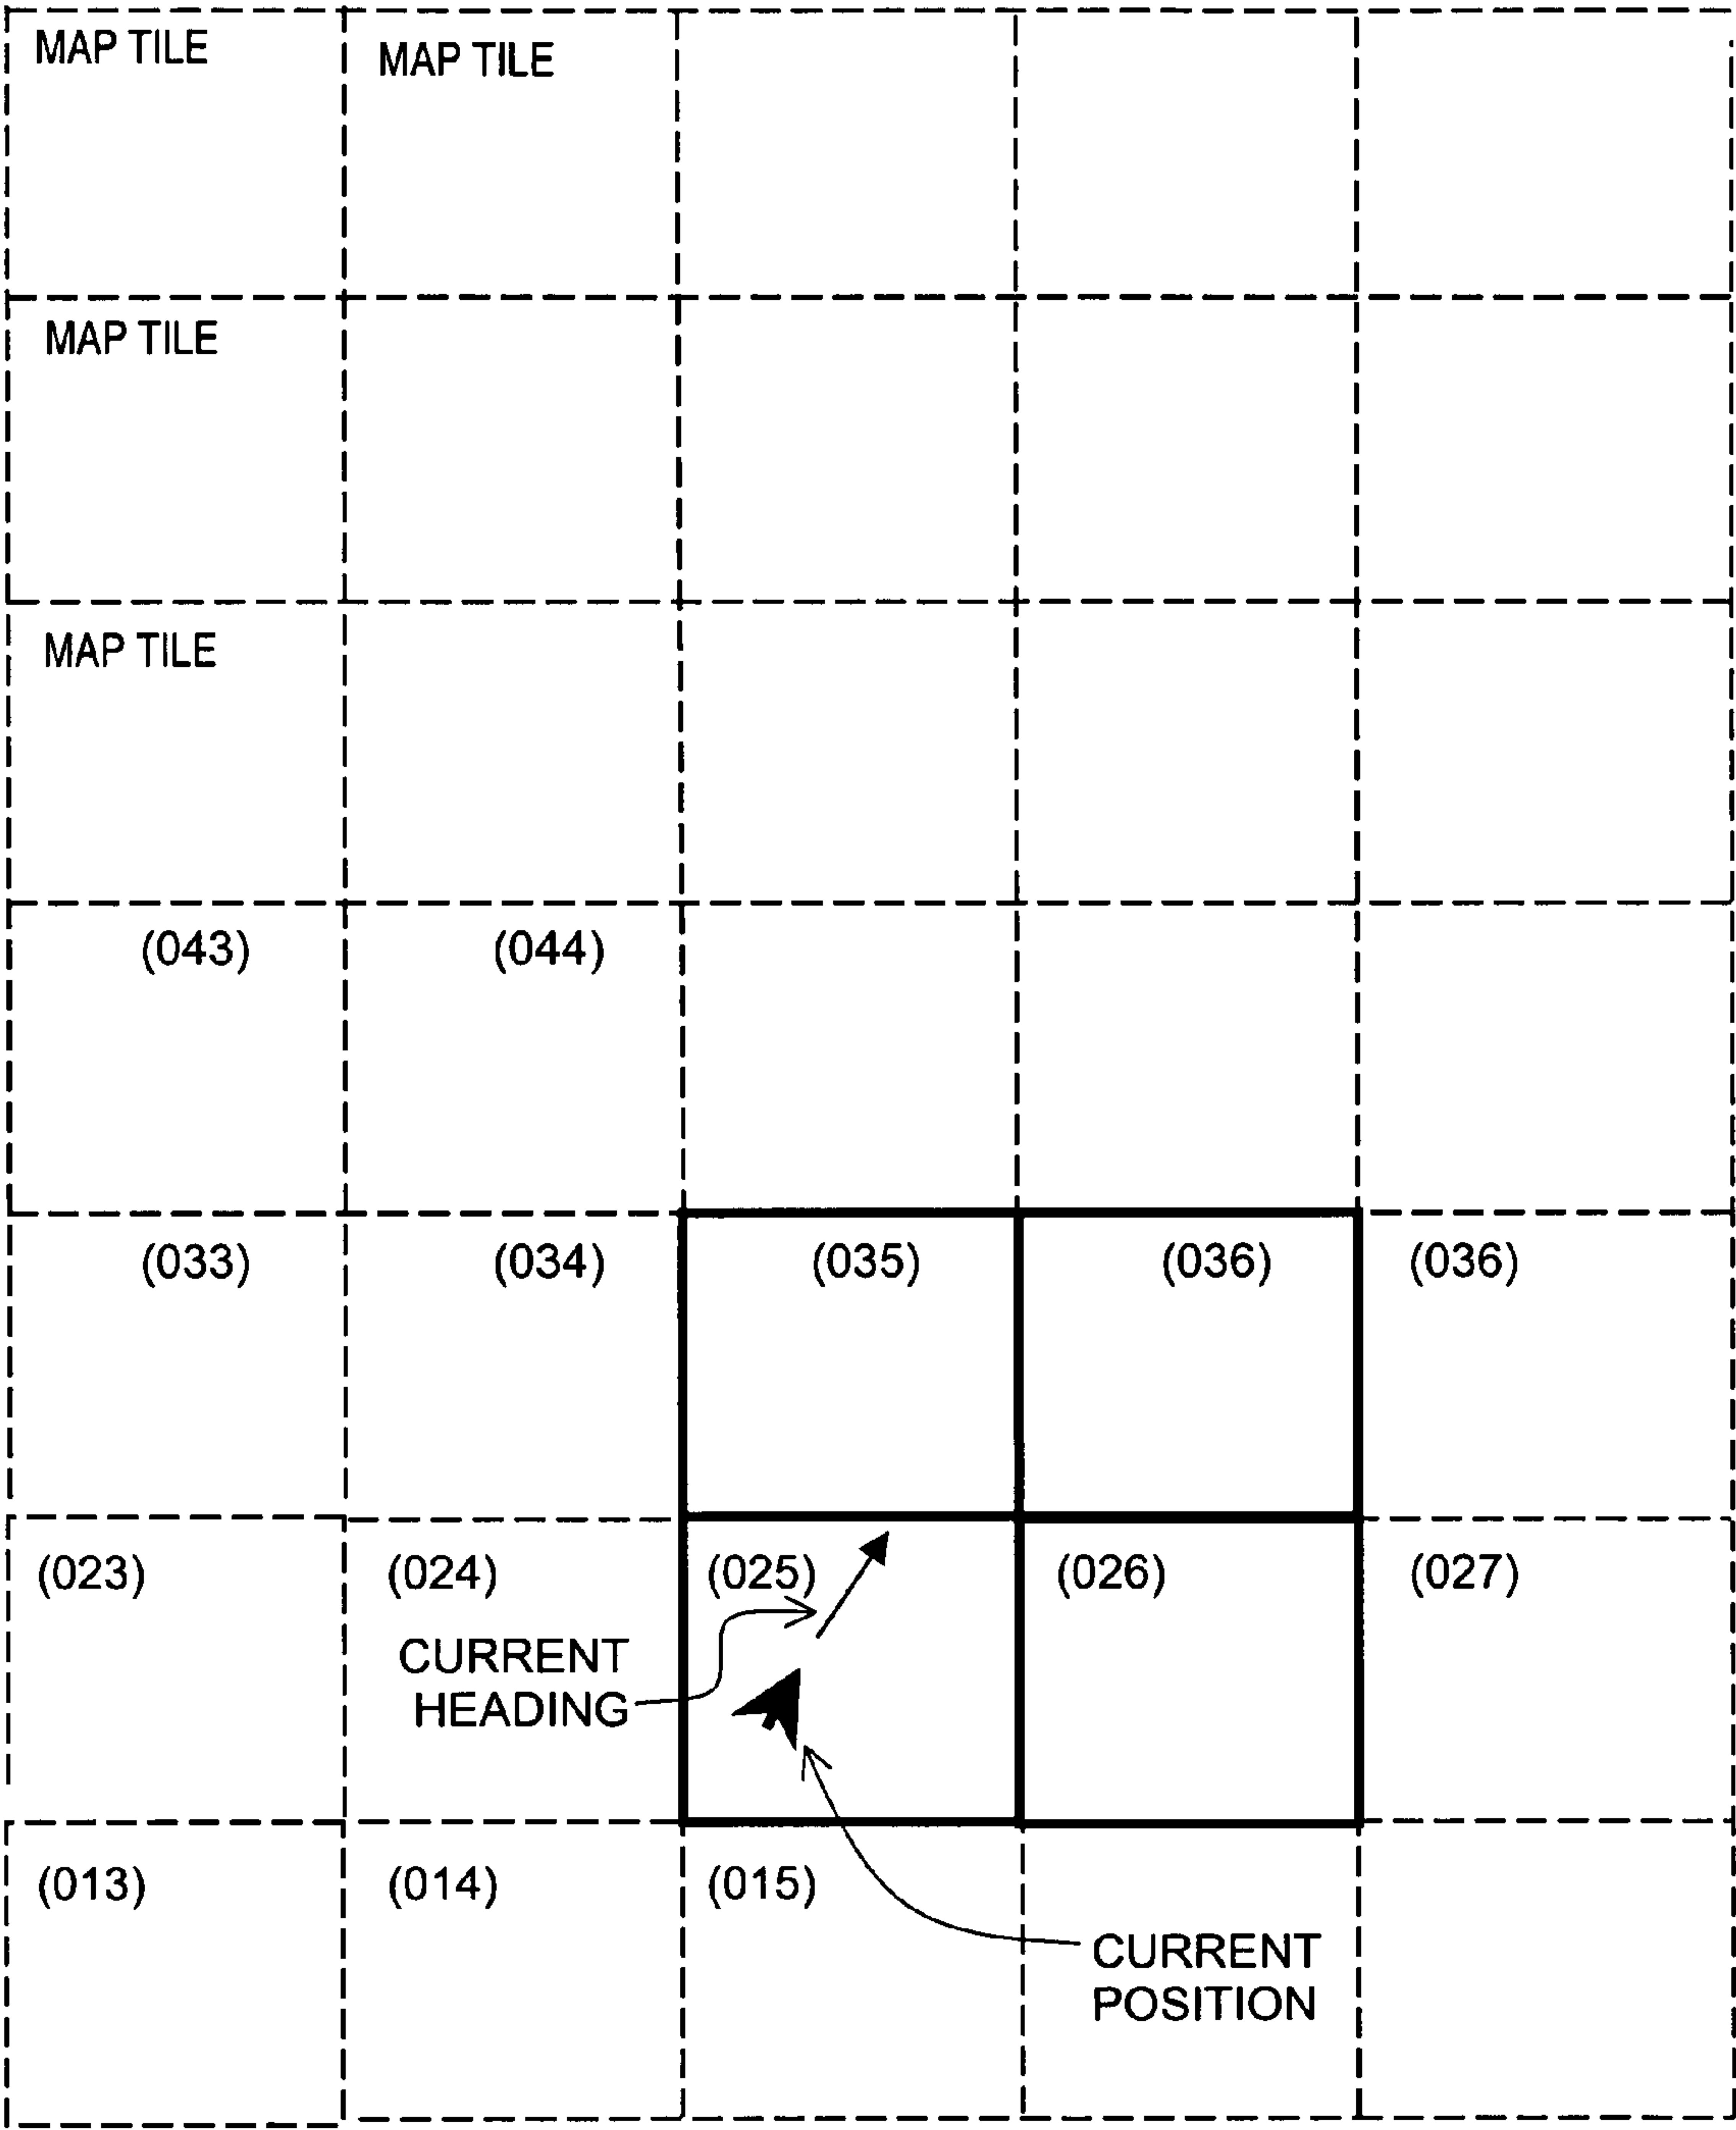 MAP TILE
MAP TILE
MAP TILE
MAP TILE
(043)
(044)
(033)
(034)
(035)
(036)
(036)
(023)
(024)
(025)
(026)
(027)
CURRENT
HEADING
(013)
(014)
(015)
CURRENT
POSITION